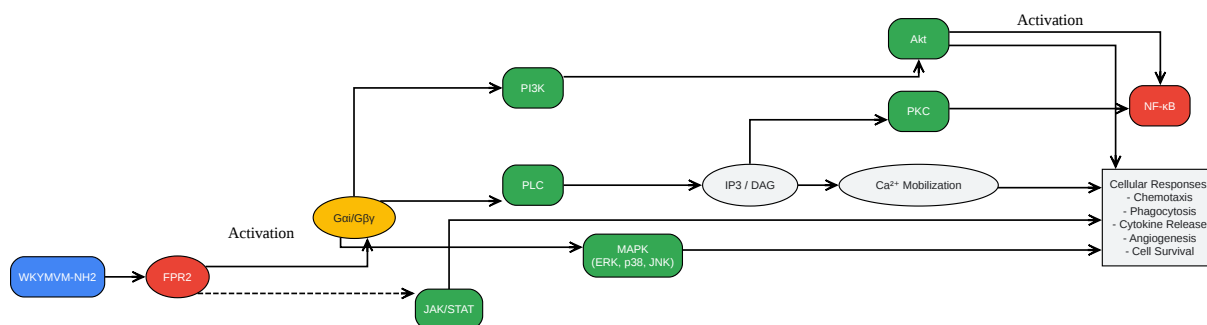 Activation
Akt
PI3K
NF-κB
PKC
PLC
IP3 / DAG
Ca²⁺ Mobilization
Cellular Responses
- Chemotaxis
- Phagocytosis
- Cytokine Release
- Angiogenesis
- Cell Survival
Gαi/Gβγ
Activation
MAPK
(ERK, p38, JNK)
WKYMVM-NH2
FPR2
JAK/STAT